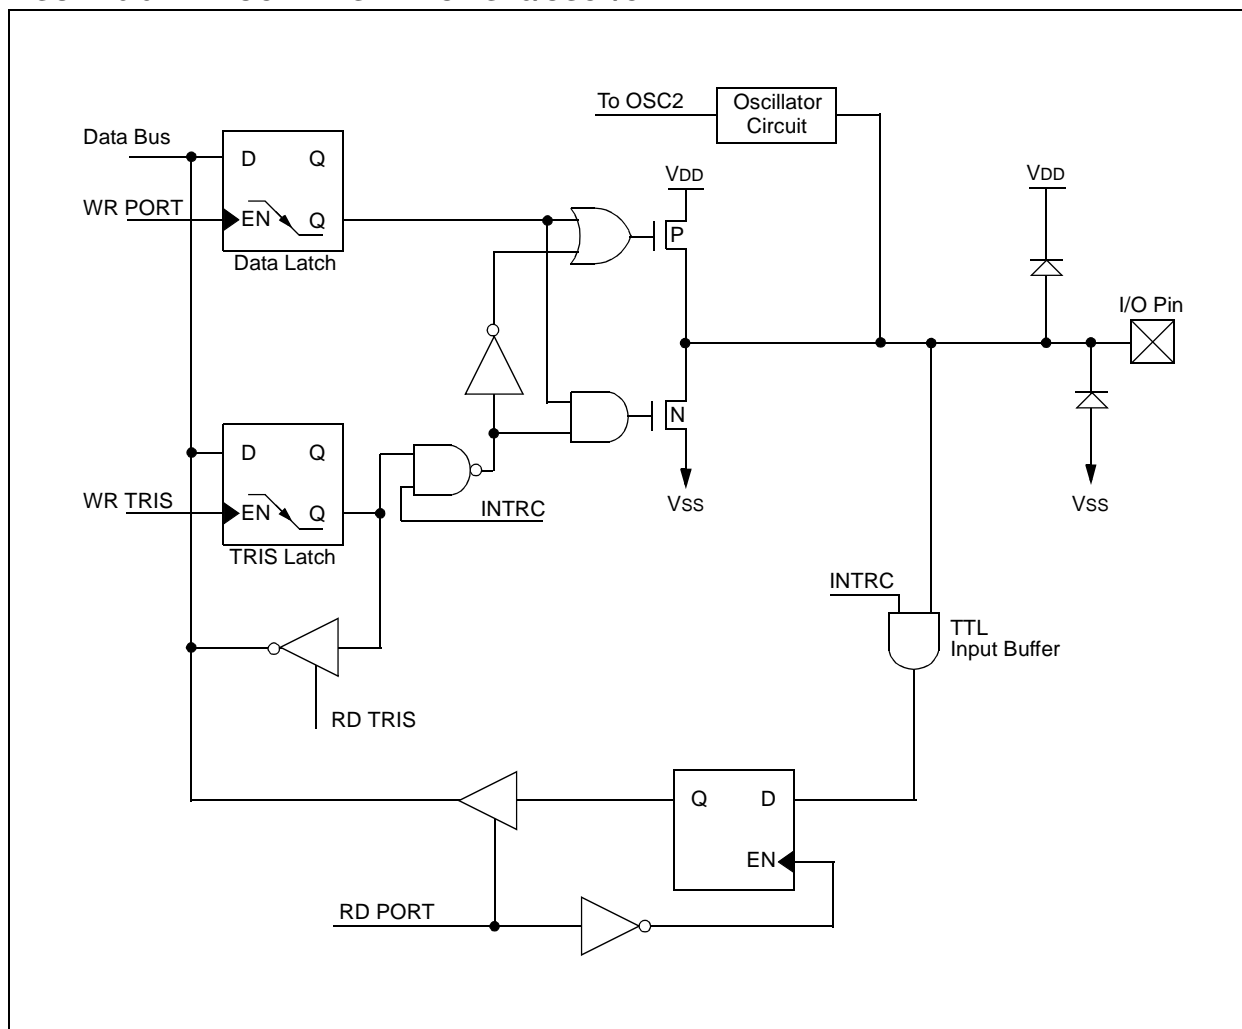 To OSC2
Oscillator
Circuit
Data Bus
D Q
WR PORT
EN Q
Data Latch
VDD
P
VDD
I/O Pin
N
VSS
VSS
D Q
WR TRIS
EN Q
TRIS Latch
INTRC
INTRC
TTL
Input Buffer
RD TRIS
Q D
EN
RD PORT